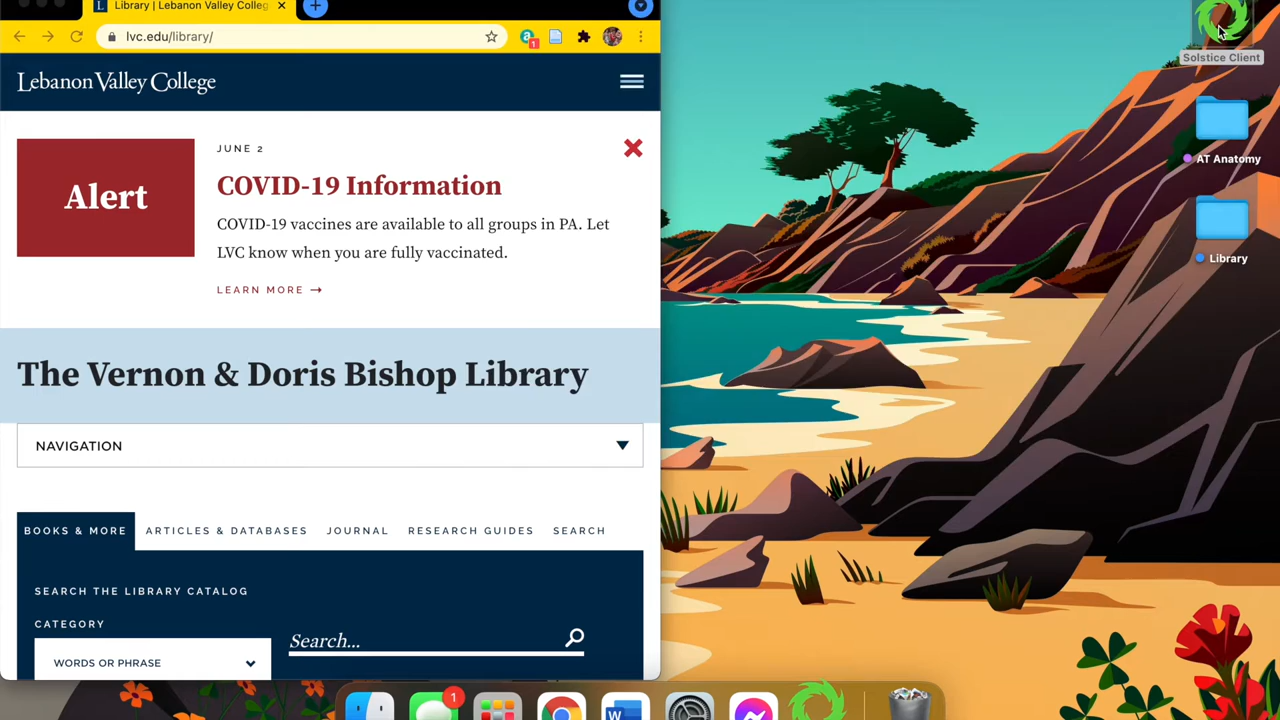 Library | Lebanon Valley Colleg
lvc.edu/library/
1
Lebanon Valley College
Alert
JUNE 2
COVID-19 Information
COVID-19 vaccines are available to all groups in PA. Let
LVC know when you are fully vaccinated.
LEARN MORE →
The Vernon & Doris Bishop Library
NAVIGATION
BOOKS & MORE ARTICLES & DATABASES JOURNAL RESEARCH GUIDES SEARCH
SEARCH THE LIBRARY CATALOG
CATEGORY
WORDS OR PHRASE
Search...
Solstice Client
AT Anatomy
Library
1
W